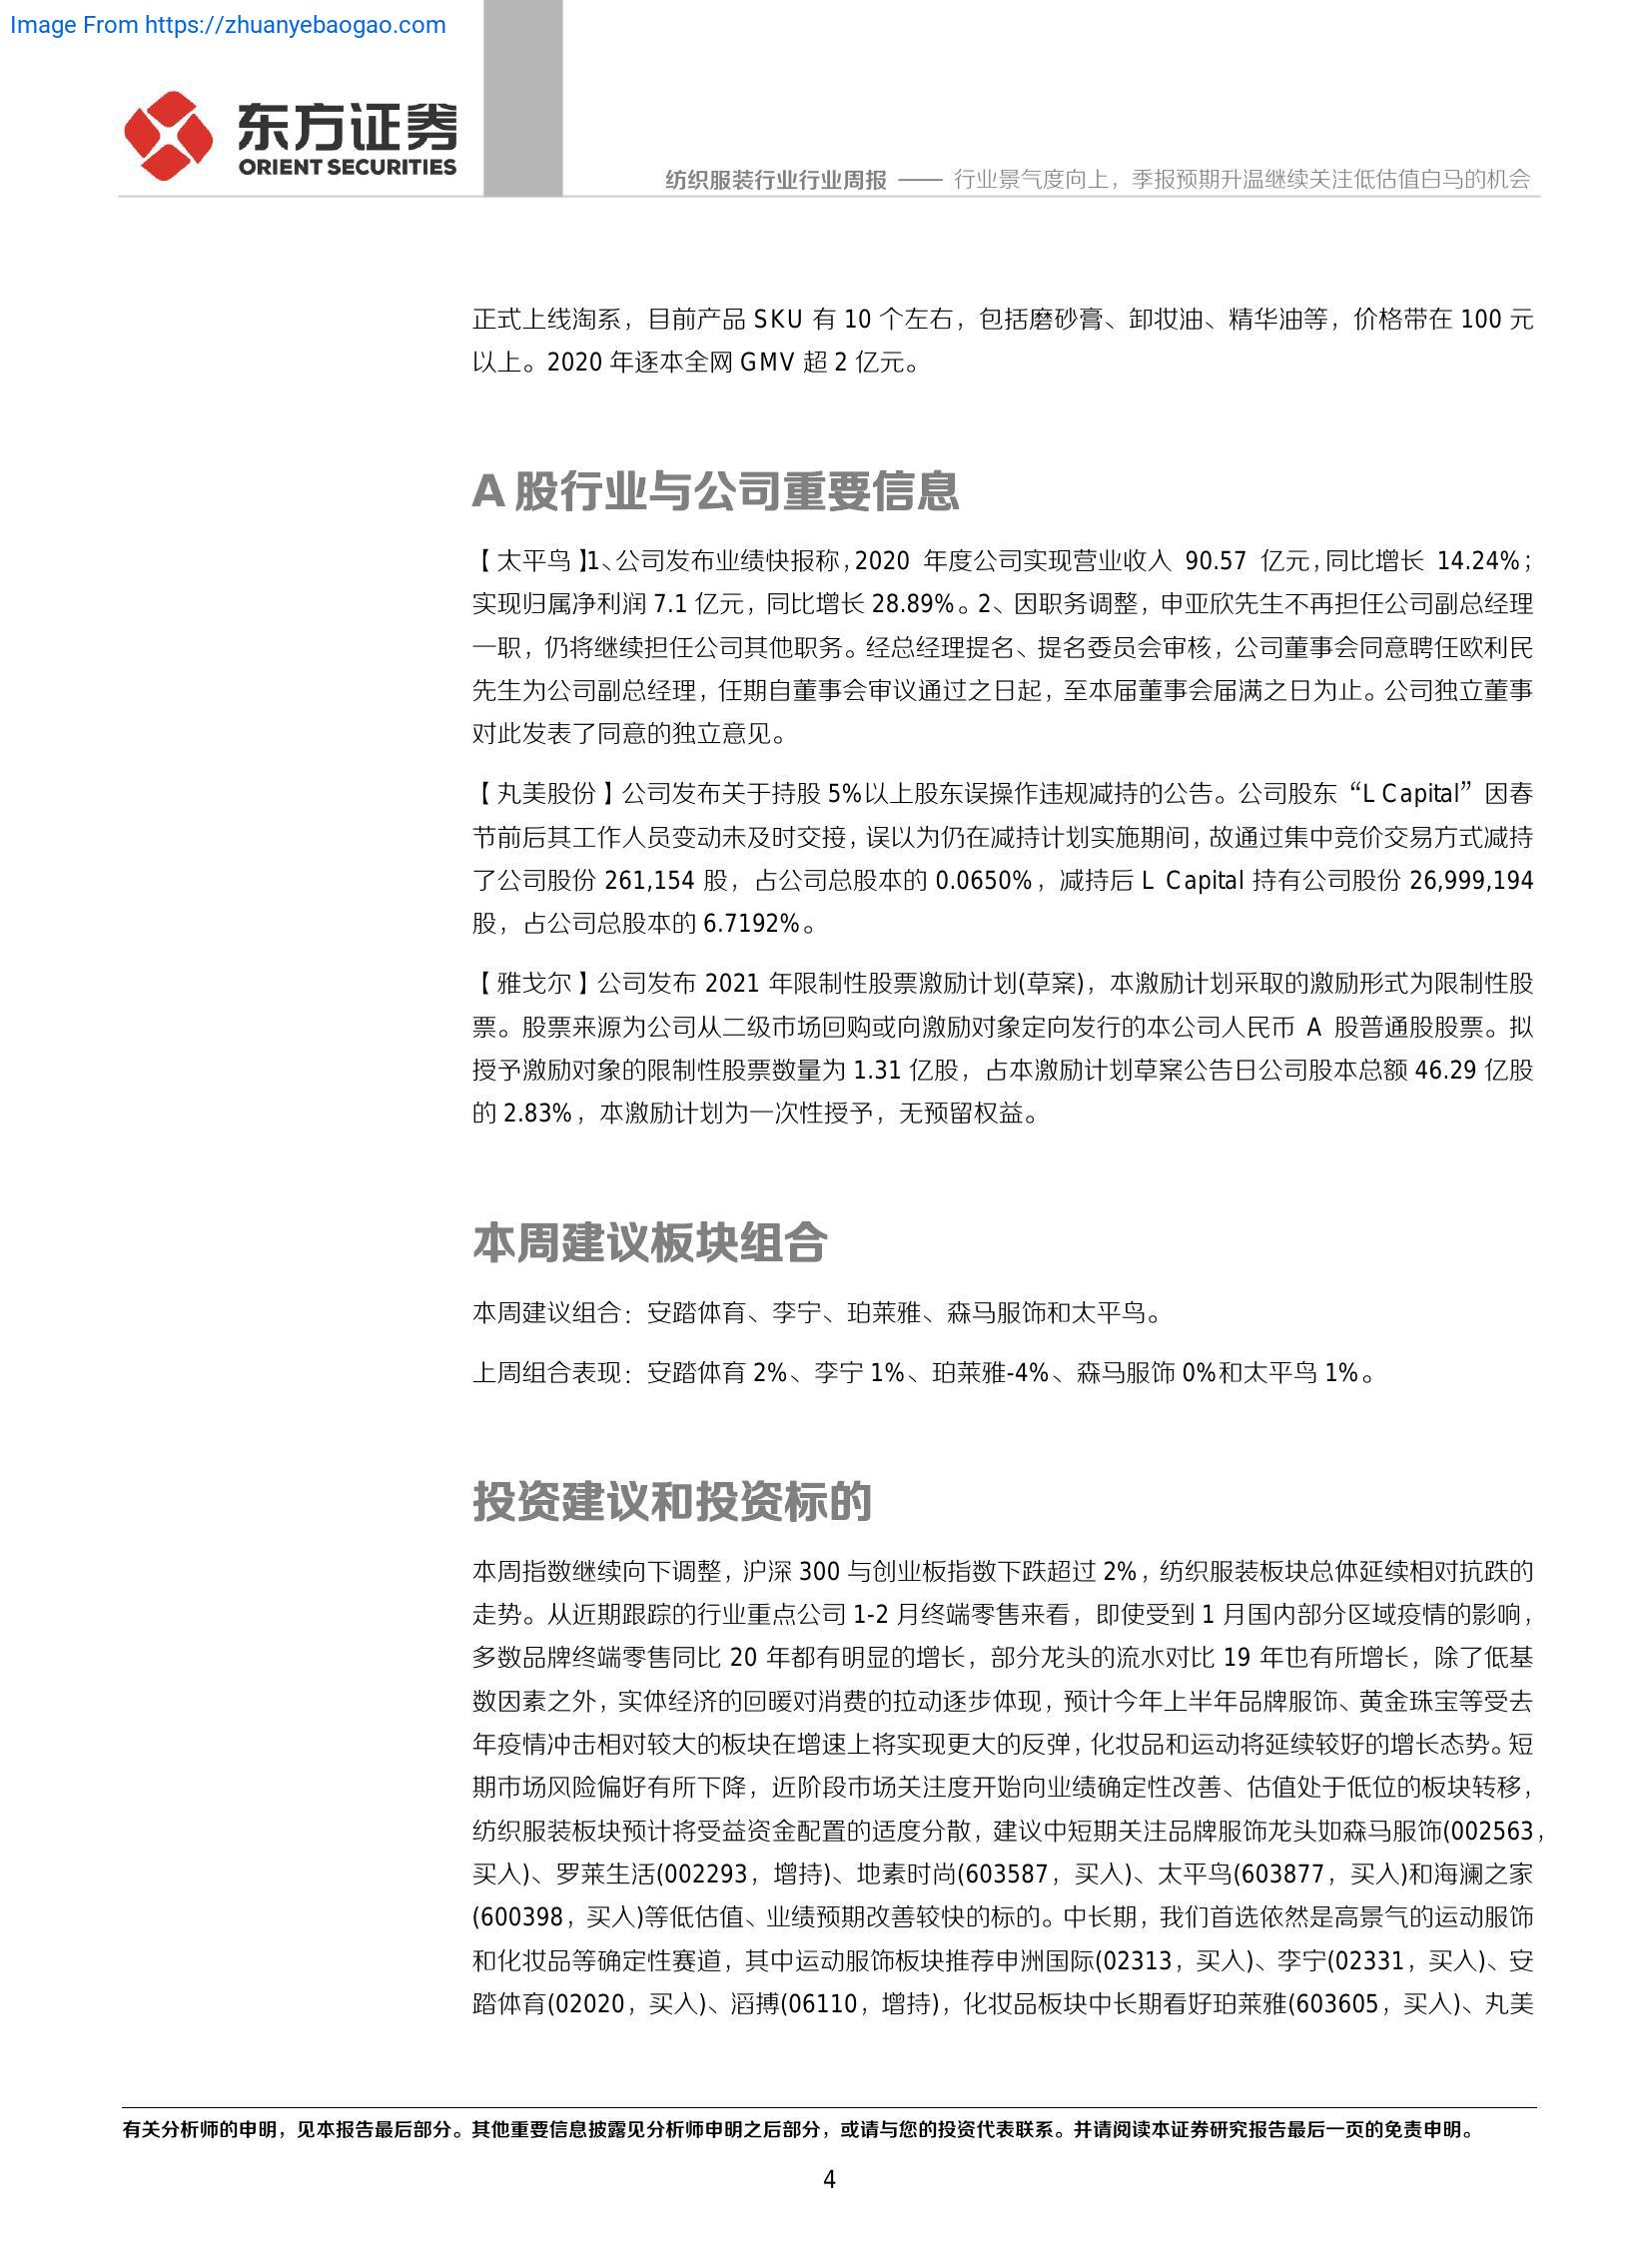 Image From https://zhuanyebaogao.com
东方证券
ORIENT SECURITIES
纺织服装行业行业周报 —— 行业景气度向上，季报预期升温继续关注低估值白马的机会
正式上线淘系，目前产品 SKU 有 10 个左右，包括磨砂膏、卸妆油、精华油等，价格带在 100 元
以上。2020 年逐本全网 GMV 超 2 亿元。
A 股行业与公司重要信息
【太平鸟】1、公司发布业绩快报称，2020 年度公司实现营业收入 90.57 亿元，同比增长 14.24%；
实现归属净利润 7.1 亿元，同比增长 28.89%。2、因职务调整，申亚欣先生不再担任公司副总经理
一职，仍将继续担任公司其他职务。经总经理提名、提名委员会审核，公司董事会同意聘任欧利民
先生为公司副总经理，任期自董事会审议通过之日起，至本届董事会届满之日为止。公司独立董事
对此发表了同意的独立意见。
【丸美股份】公司发布关于持股 5%以上股东误操作违规减持的公告。公司股东“L Capital”因春
节前后其工作人员变动未及时交接，误以为仍在减持计划实施期间，故通过集中竞价交易方式减持
了公司股份 261,154 股，占公司总股本的 0.0650%，减持后 L Capital 持有公司股份 26,999,194
股，占公司总股本的 6.7192%。
【雅戈尔】公司发布 2021 年限制性股票激励计划(草案)，本激励计划采取的激励形式为限制性股
票。股票来源为公司从二级市场回购或向激励对象定向发行的本公司人民币 A 股普通股股票。拟
授予激励对象的限制性股票数量为 1.31 亿股，占本激励计划草案公告日公司股本总额 46.29 亿股
的 2.83%，本激励计划为一次性授予，无预留权益。
本周建议板块组合
本周建议组合：安踏体育、李宁、珀莱雅、森马服饰和太平鸟。
上周组合表现：安踏体育 2%、李宁 1%、珀莱雅-4%、森马服饰 0%和太平鸟 1%。
投资建议和投资标的
本周指数继续向下调整，沪深 300 与创业板指数下跌超过 2%，纺织服装板块总体延续相对抗跌的
走势。从近期跟踪的行业重点公司 1-2 月终端零售来看，即使受到 1 月国内部分区域疫情的影响，
多数品牌终端零售同比 20 年都有明显的增长，部分龙头的流水对比 19 年也有所增长，除了低基
数因素之外，实体经济的回暖对消费的拉动逐步体现，预计今年上半年品牌服饰、黄金珠宝等受去
年疫情冲击相对较大的板块在增速上将实现更大的反弹，化妆品和运动将延续较好的增长态势。短
期市场风险偏好有所下降，近阶段市场关注度开始向业绩确定性改善、估值处于低位的板块转移，
纺织服装板块预计将受益资金配置的适度分散，建议中短期关注品牌服饰龙头如森马服饰(002563，
买入)、罗莱生活(002293，增持)、地素时尚(603587，买入)、太平鸟(603877，买入)和海澜之家
(600398，买入)等低估值、业绩预期改善较快的标的。中长期，我们首选依然是高景气的运动服饰
和化妆品等确定性赛道，其中运动服饰板块推荐申洲国际(02313，买入)、李宁(02331，买入)、安
踏体育(02020，买入)、滔搏(06110，增持)，化妆品板块中长期看好珀莱雅(603605，买入)、丸美
有关分析师的申明，见本报告最后部分。其他重要信息披露见分析师申明之后部分，或请与您的投资代表联系。并请阅读本证券研究报告最后一页的免责申明。
4